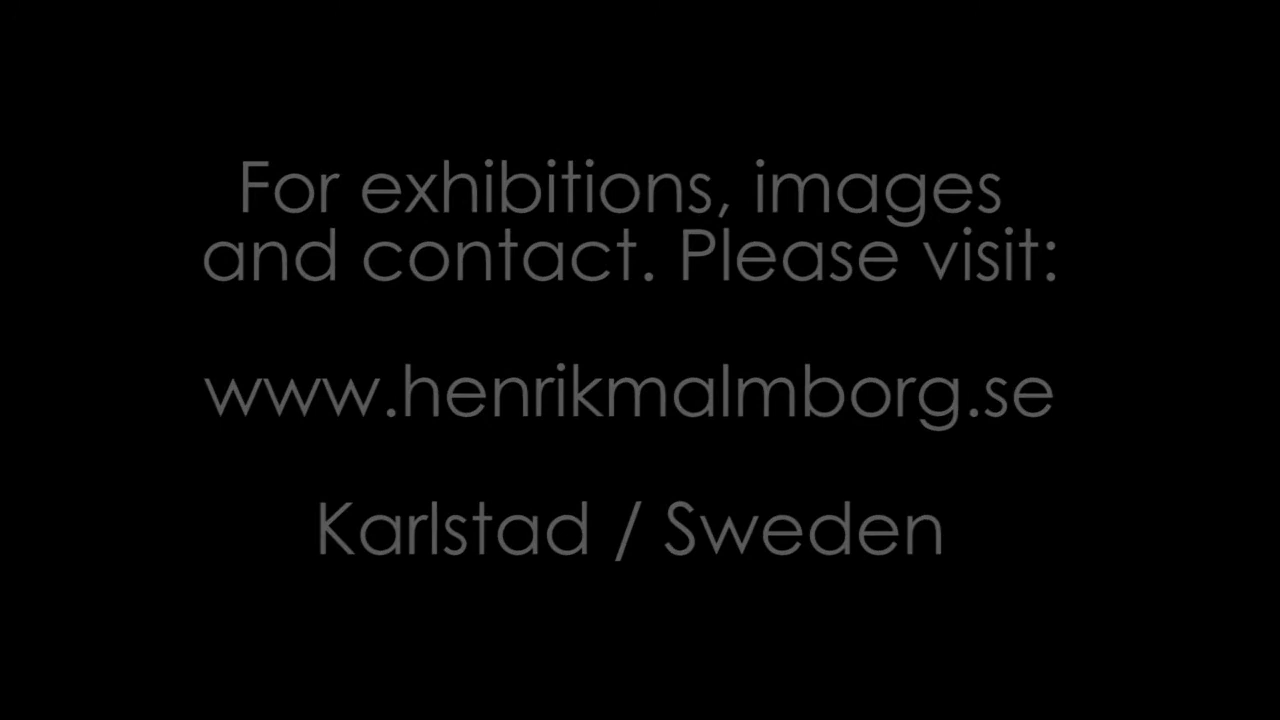 For exhibitions, images
and contact. Please visit:
www.henrikmalmborg.se
Karlstad / Sweden